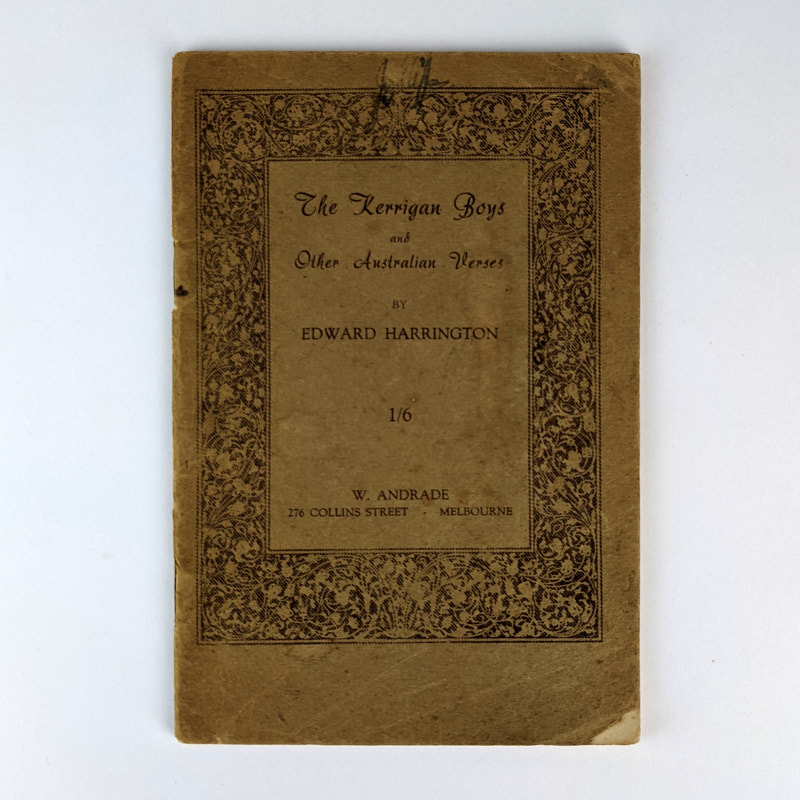 The Kerrigan Boys
and
Other Australian Verses
BY
EDWARD HARRINGTON
1/6
W. ANDRADE
276 COLLINS STREET - MELBOURNE